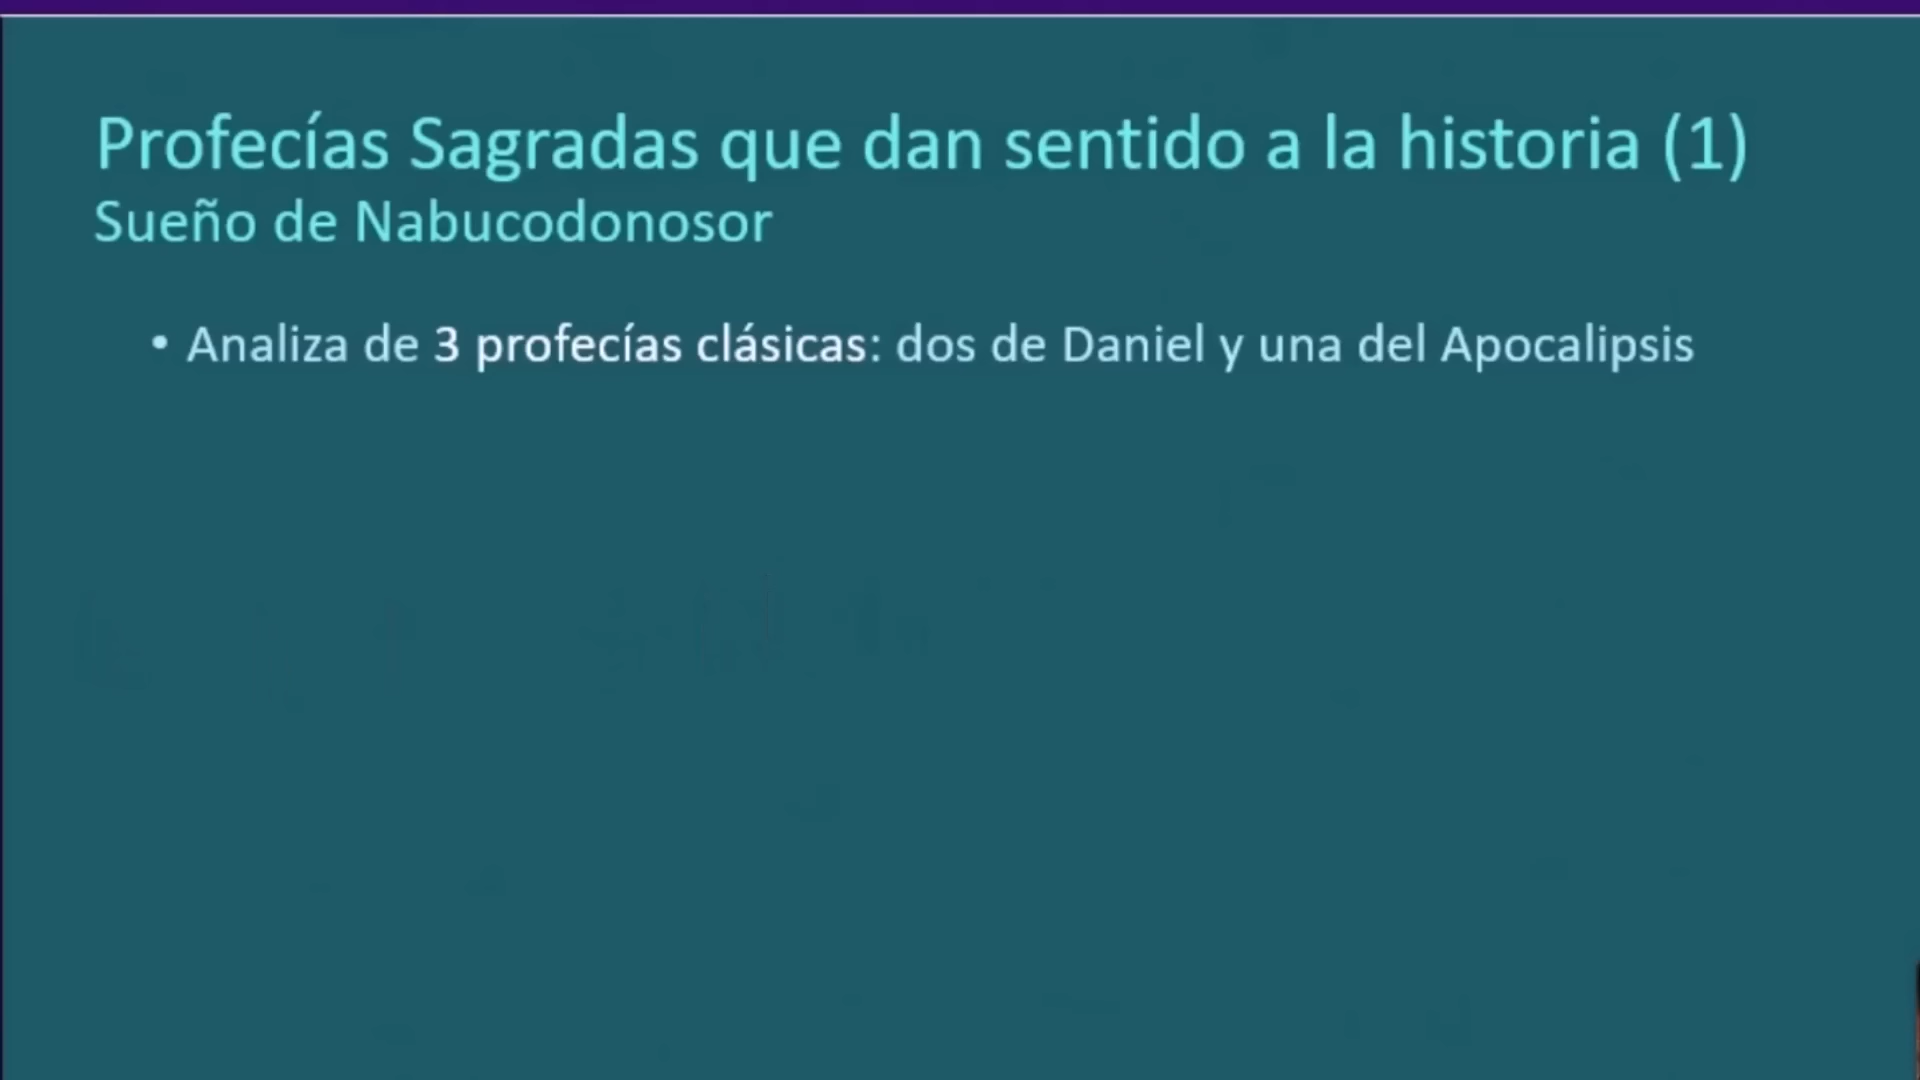 Profecías Sagradas que dan sentido a la historia (1)
Sueño de Nabucodonosor
• Analiza de 3 profecías clásicas: dos de Daniel y una del Apocalipsis